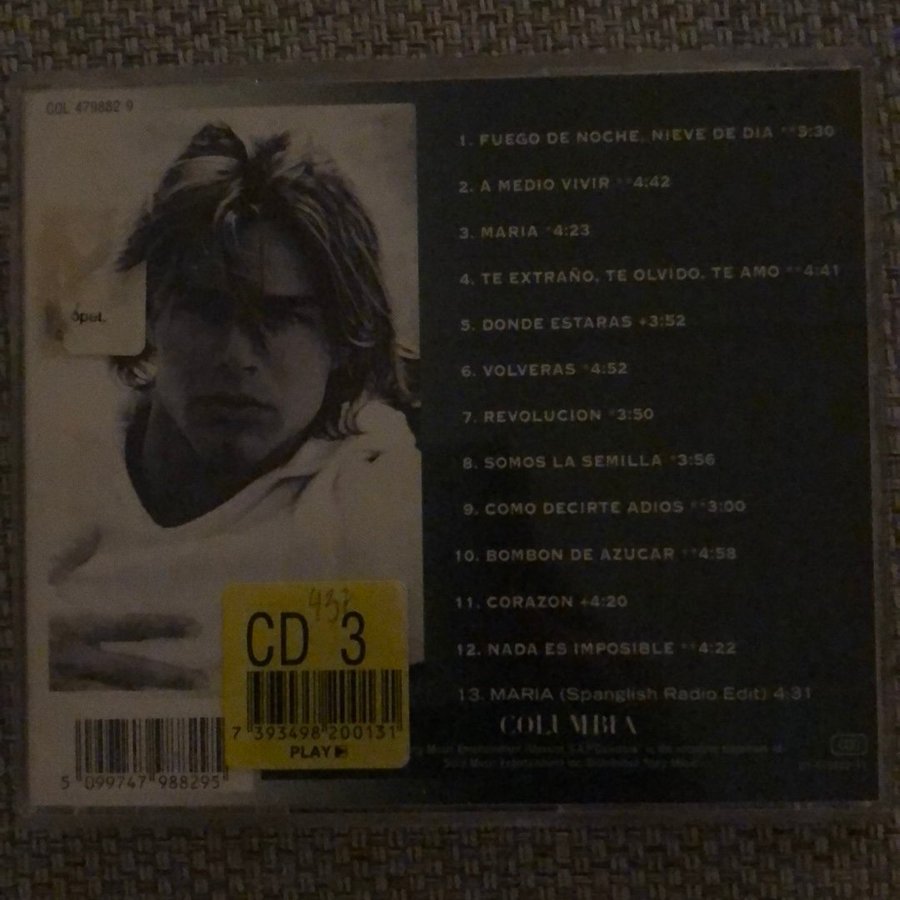 COL 479882 9
1. FUEGO DE NOCHE, NIEVE DE DIA **5:30
2. A MEDIO VIVIR **4:42
3. MARIA *4:23
4. TE EXTRAÑO, TE OLVIDO, TE AMO **4:41
5. DONDE ESTARAS +3:52
6. VOLVERAS *4:52
7. REVOLUCION *3:50
8. SOMOS LA SEMILLA *3:56
9. COMO DECIRTE ADIOS **3:00
10. BOMBON DE AZUCAR **4:58
11. CORAZON +4:20
12. NADA ES IMPOSIBLE **4:22
13. MARIA (Spanglish Radio Edit) 4:31
COLUMBIA
öpet.
CD 3
7 393498 200131
PLAY
5 099747 988295